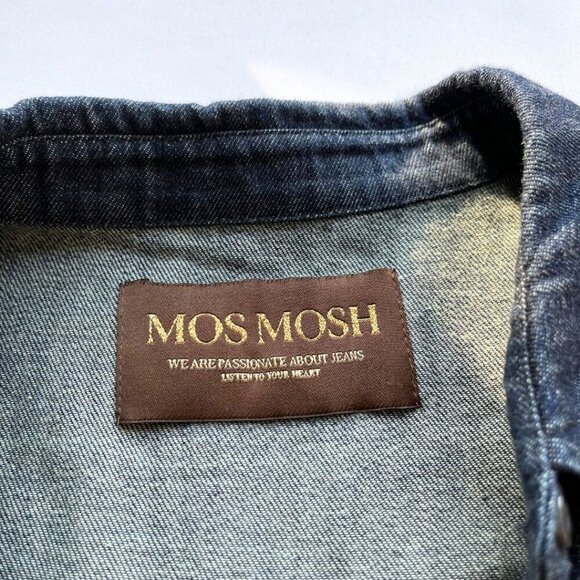 MOS MOSH
WE ARE PASSIONATE ABOUT JEANS
LISTEN TO YOUR HEART